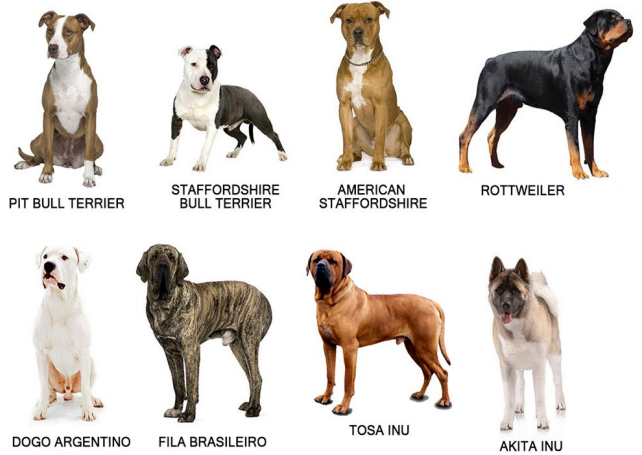 PIT BULL TERRIER
STAFFORDSHIRE
BULL TERRIER
AMERICAN
STAFFORDSHIRE
ROTTWEILER
DOGO ARGENTINO
FILA BRASILEIRO
TOSA INU
AKITA INU